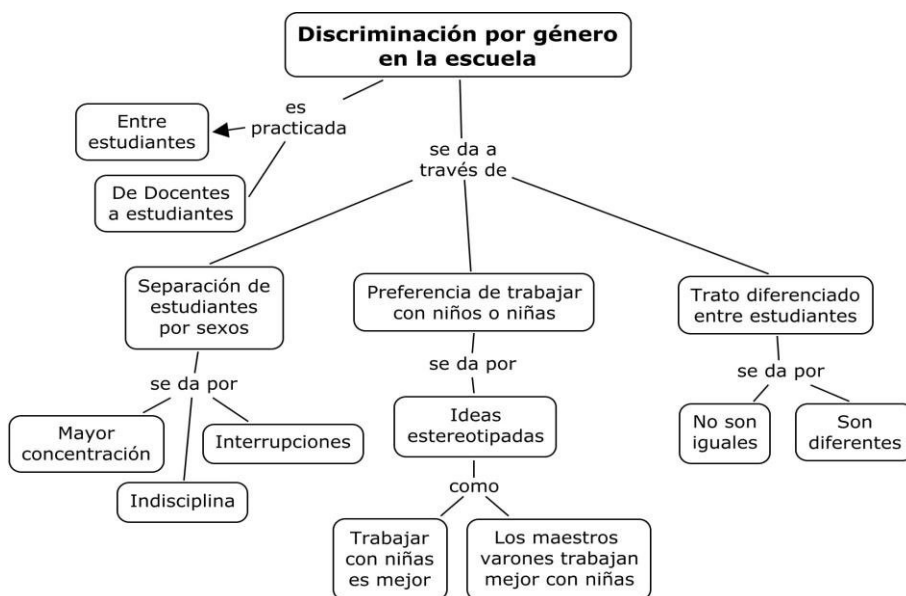 Discriminación por género
en la escuela
es
practicada
Entre
estudiantes
De Docentes
a estudiantes
se da a
través de
Separación de
estudiantes
por sexos
se da por
Mayor
concentración
Indisciplina
Interrupciones
Preferencia de trabajar
con niños o niñas
se da por
Ideas
estereotipadas
como
Trabajar
con niñas
es mejor
Los maestros
varones trabajan
mejor con niñas
Trato diferenciado
entre estudiantes
se da por
No son
iguales
Son
diferentes